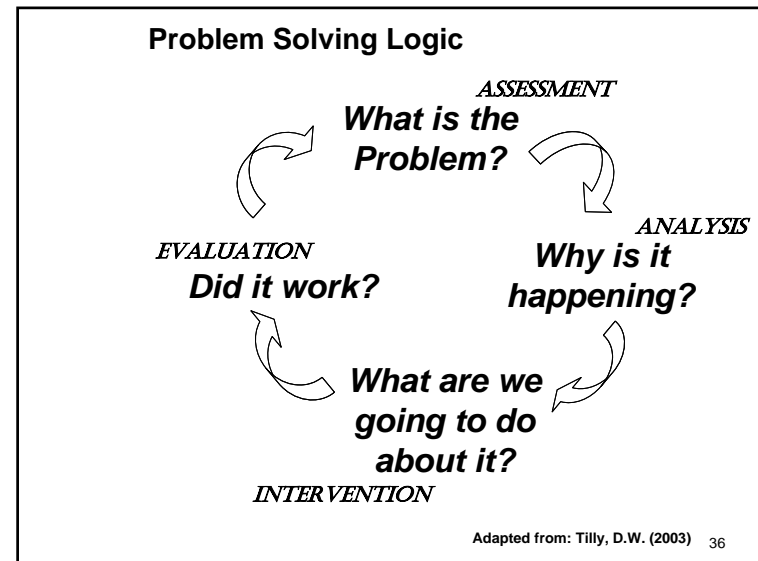 Problem Solving Logic
ASSESSMENT
What is the
Problem?
ANALYSIS
Why is it
happening?
EVALUATION
Did it work?
What are we
going to do
about it?
INTERVENTION
Adapted from: Tilly, D.W. (2003) 36